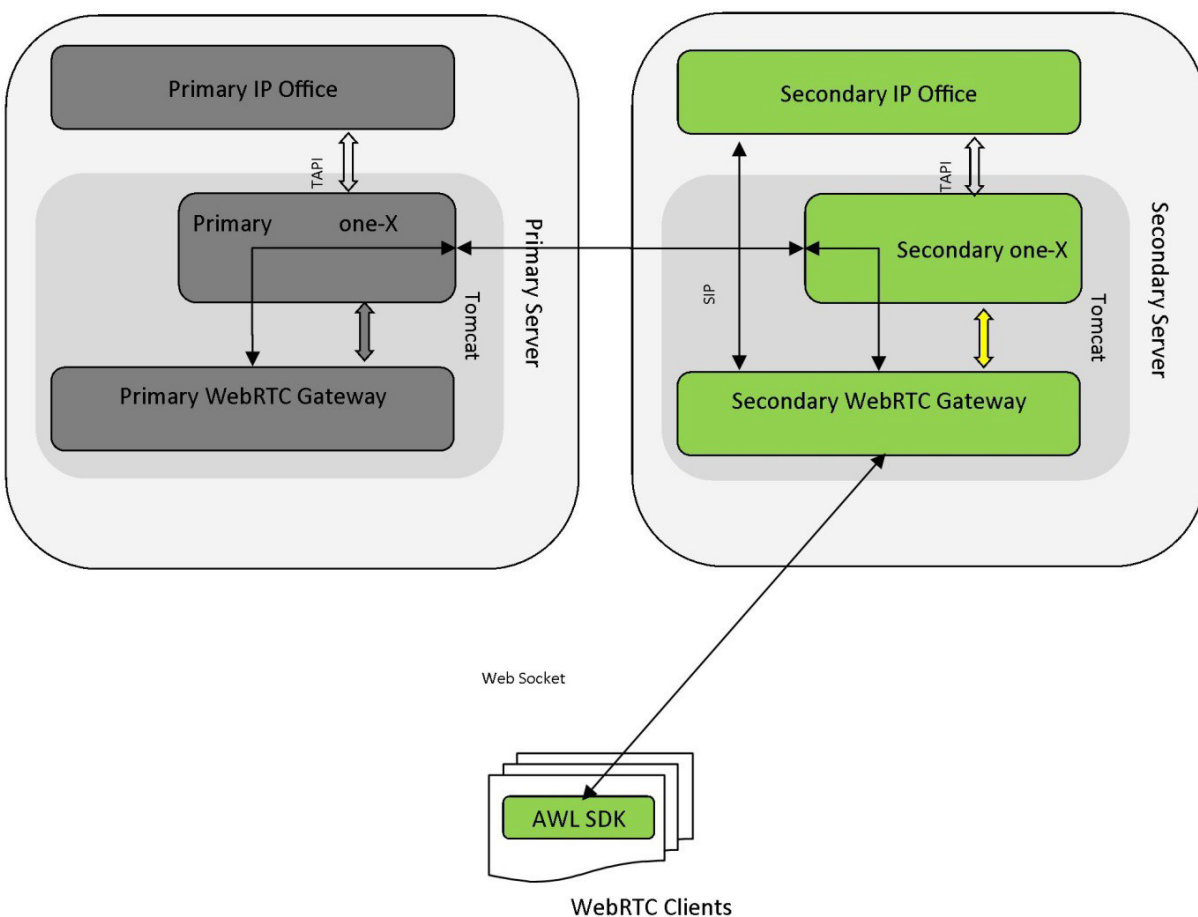 Primary IP Office
TAPI
Primary one-X
Primary WebRTC Gateway
Tomcat
Primary Server
Secondary IP Office
TAPI
SIP
Secondary one-X
Secondary WebRTC Gateway
Tomcat
Secondary Server
Web Socket
AWL SDK
WebRTC Clients